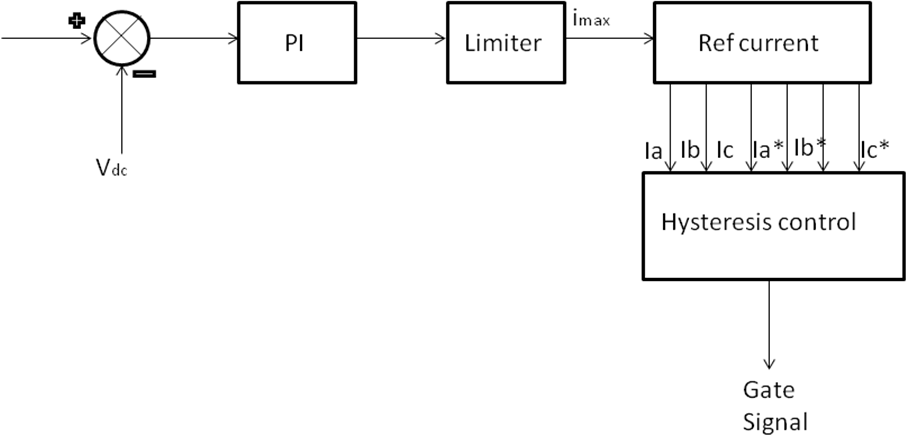 PI
Limiter
imax
Ref current
Vdc
Ia Ib Ic Ia* Ib* Ic*
Hysteresis control
Gate
Signal